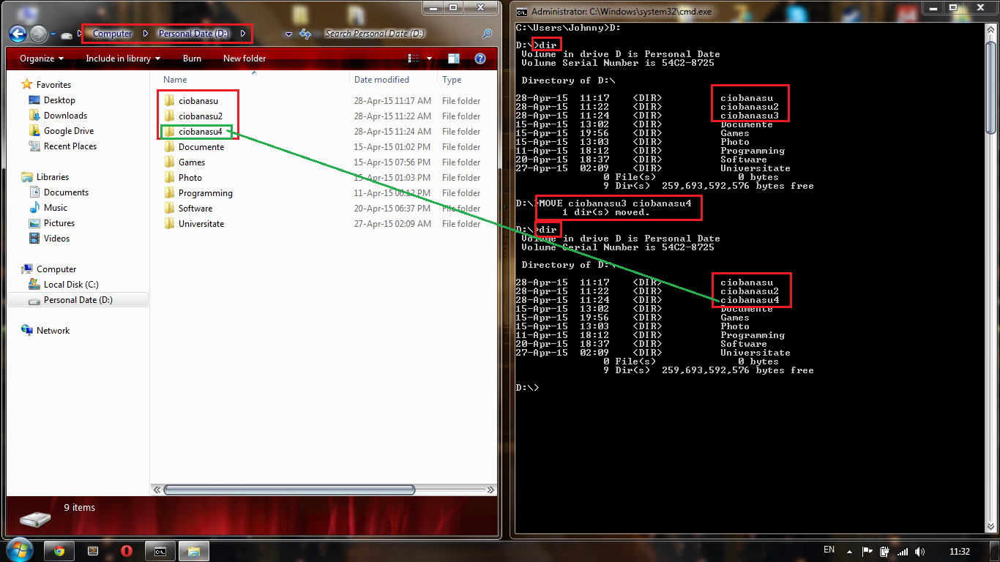 Computer Personal Date (D:) Search Personal Date (D:)
Organize Include in library Burn New folder
Favorites
Desktop
Downloads
Google Drive
Recent Places
Libraries
Documents
Music
Pictures
Videos
Computer
Local Disk (C:)
Personal Date (D:)
Network
Name Date modified Type
ciobanasu 28-Apr-15 11:17 AM File folder
ciobanasu2 28-Apr-15 11:22 AM File folder
ciobanasu4 28-Apr-15 11:24 AM File folder
Documente 15-Apr-15 01:02 PM File folder
Games 15-Apr-15 07:56 PM File folder
Photo 15-Apr-15 01:03 PM File folder
Programming 11-Apr-15 06:12 PM File folder
Software 20-Apr-15 06:37 PM File folder
Universitate 27-Apr-15 02:09 AM File folder
9 items
Administrator: C:\Windows\system32\cmd.exe
C:\Users\Johnny>D:
D:\>dir
Volume in drive D is Personal Date
Volume Serial Number is 54C2-8725
Directory of D:\
28-Apr-15 11:17 <DIR> ciobanasu
28-Apr-15 11:22 <DIR> ciobanasu2
28-Apr-15 11:24 <DIR> ciobanasu3
15-Apr-15 13:02 <DIR> Documente
15-Apr-15 19:56 <DIR> Games
15-Apr-15 13:03 <DIR> Photo
11-Apr-15 18:12 <DIR> Programming
20-Apr-15 18:37 <DIR> Software
27-Apr-15 02:09 <DIR> Universitate
0 File(s) 0 bytes
9 Dir(s) 259,693,592,576 bytes free
D:\>MOVE ciobanasu3 ciobanasu4
1 dir(s) moved.
D:\>dir
Volume in drive D is Personal Date
Volume Serial Number is 54C2-8725
Directory of D:\
28-Apr-15 11:17 <DIR> ciobanasu
28-Apr-15 11:22 <DIR> ciobanasu2
28-Apr-15 11:24 <DIR> ciobanasu4
15-Apr-15 13:02 <DIR> Documente
15-Apr-15 19:56 <DIR> Games
15-Apr-15 13:03 <DIR> Photo
11-Apr-15 18:12 <DIR> Programming
20-Apr-15 18:37 <DIR> Software
27-Apr-15 02:09 <DIR> Universitate
0 File(s) 0 bytes
9 Dir(s) 259,693,592,576 bytes free
D:\>
EN 11:32